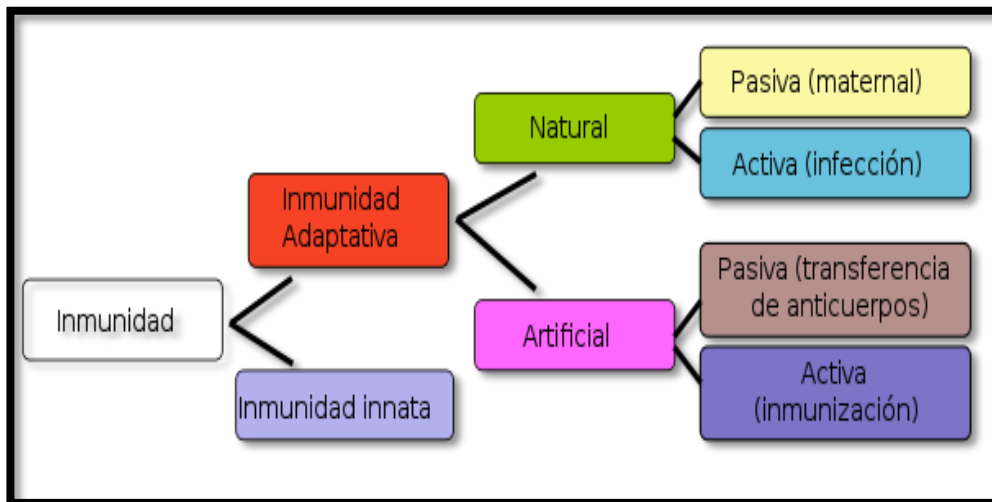 Inmunidad
Inmunidad
Adaptativa
Inmunidad innata
Natural
Artificial
Pasiva (maternal)
Activa (infección)
Pasiva (transferencia
de anticuerpos)
Activa
(inmunización)